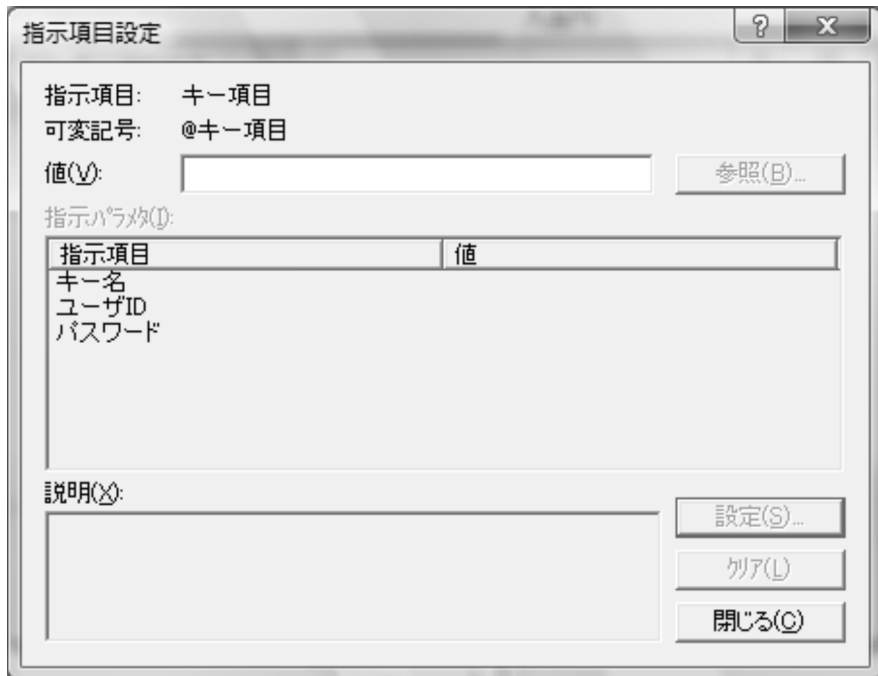 指示項目設定
指示項目: キー項目
可変記号: @キー項目
値(V): 参照(B)...
指示ﾊﾟﾗﾒﾀ(I):
指示項目 値
キー名
ユーザID
パスワード
説明(X):
設定(S)...
ｸﾘｱ(L)
閉じる(C)